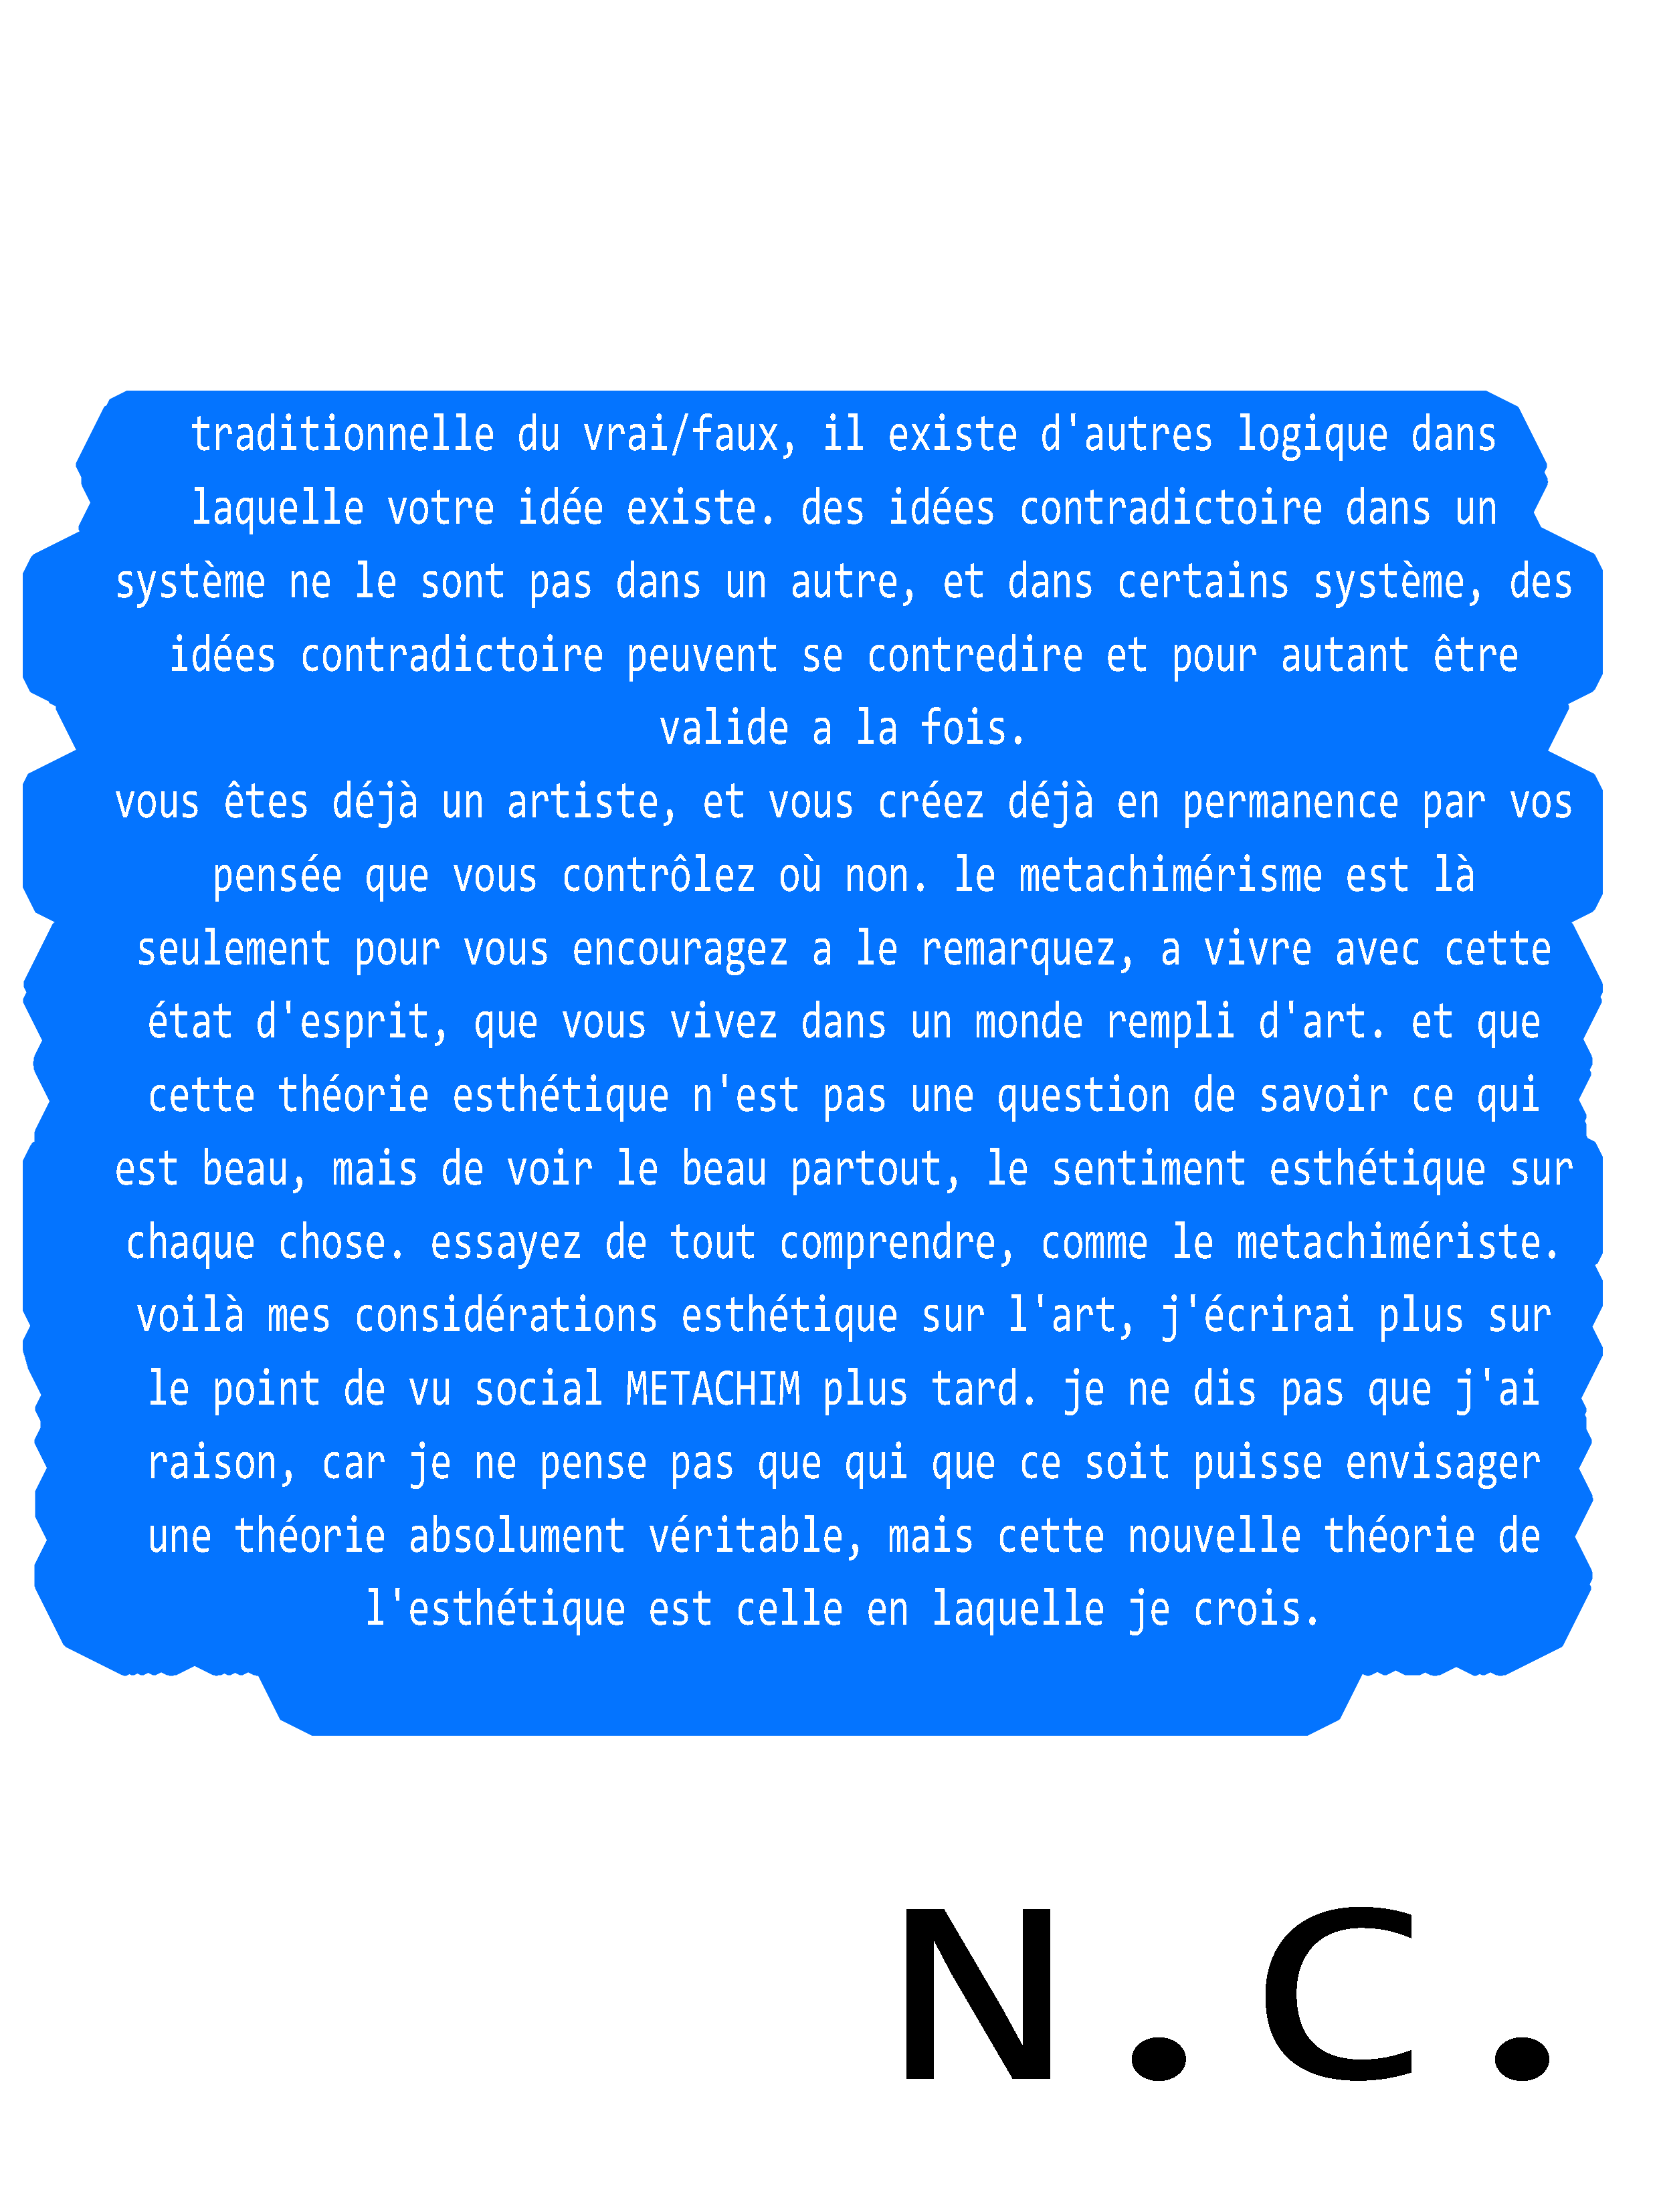 traditionnelle du vrai/faux, il existe d'autres logique dans
laquelle votre idée existe. des idées contradictoire dans un
système ne le sont pas dans un autre, et dans certains système, des
idées contradictoire peuvent se contredire et pour autant être
valide a la fois.
vous êtes déjà un artiste, et vous créez déjà en permanence par vos
pensée que vous contrôlez où non. le metachimérisme est là
seulement pour vous encouragez a le remarquez, a vivre avec cette
état d'esprit, que vous vivez dans un monde rempli d'art. et que
cette théorie esthétique n'est pas une question de savoir ce qui
est beau, mais de voir le beau partout, le sentiment esthétique sur
chaque chose. essayez de tout comprendre, comme le metachimériste.
voilà mes considérations esthétique sur l'art, j'écrirai plus sur
le point de vu social METACHIM plus tard. je ne dis pas que j'ai
raison, car je ne pense pas que qui que ce soit puisse envisager
une théorie absolument véritable, mais cette nouvelle théorie de
l'esthétique est celle en laquelle je crois.
N.C.